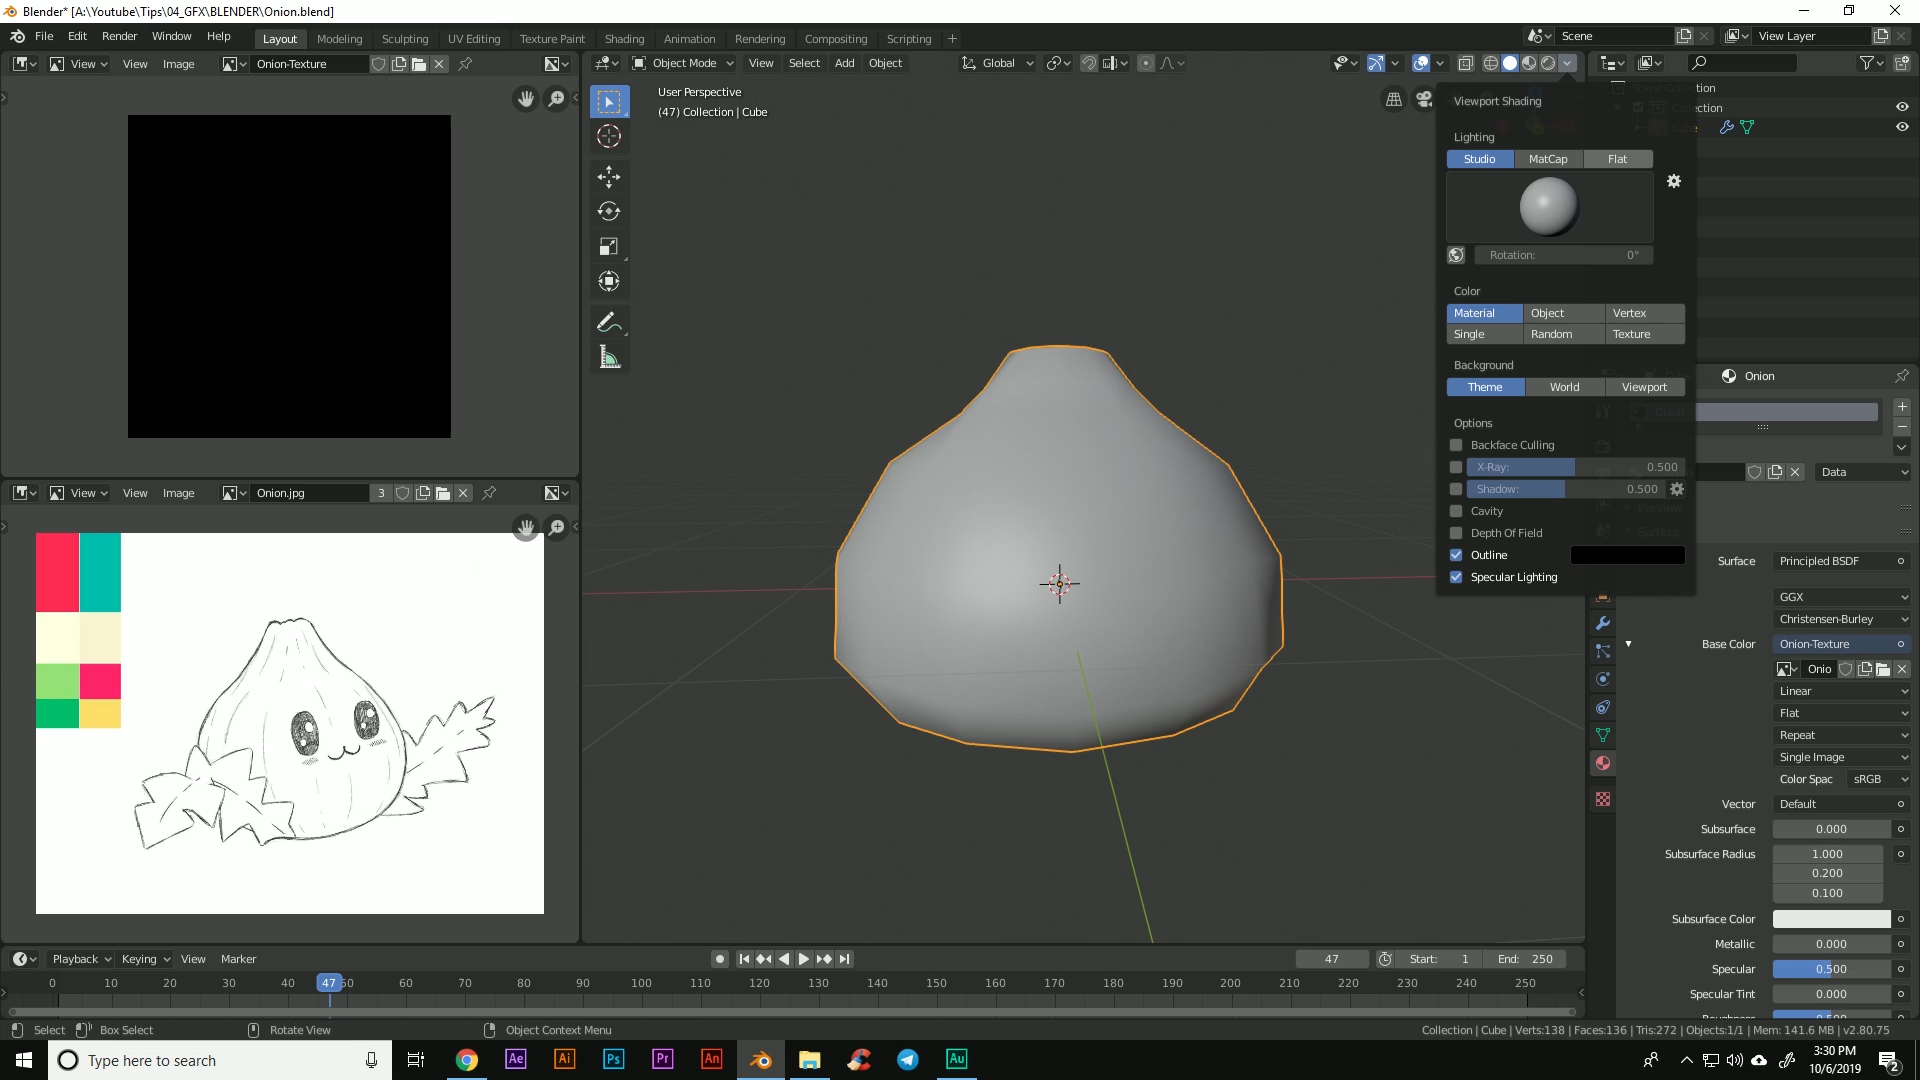 Blender* [A:\Youtube\Tips\04_GFX\BLENDER\Onion.blend]
File Edit Render Window Help Layout Modeling Sculpting UV Editing Texture Paint Shading Animation Rendering Compositing Scripting + Scene View Layer
View View Image Onion-Texture
Object Mode View Select Add Object Global
User Perspective
(47) Collection | Cube
Viewport Shading
Lighting
Studio MatCap Flat
Rotation: 0°
Color
Material Object Vertex
Single Random Texture
Background
Theme World Viewport
Options
Backface Culling
X-Ray: 0.500
Shadow: 0.500
Cavity
Depth Of Field
Outline
Specular Lighting
Onion
Data
Preview
Surface
Surface Principled BSDF
GGX
Christensen-Burley
Base Color Onion-Texture
Onio
Linear
Flat
Repeat
Single Image
Color Spac sRGB
Vector Default
Subsurface 0.000
Subsurface Radius 1.000
0.200
0.100
Subsurface Color
Metallic 0.000
Specular 0.500
Specular Tint 0.000
View View Image Onion.jpg 3
Playback Keying View Marker 47 Start: 1 End: 250
0 10 20 30 40 47 50 60 70 80 90 100 110 120 130 140 150 160 170 180 190 200 210 220 230 240 250
Select Box Select Rotate View Object Context Menu Collection | Cube | Verts:138 | Faces:136 | Tris:272 | Objects:1/1 | Mem: 141.6 MB | v2.80.75
Type here to search Ae Ai Ps Pr An Au
3:30 PM
10/6/2019
2